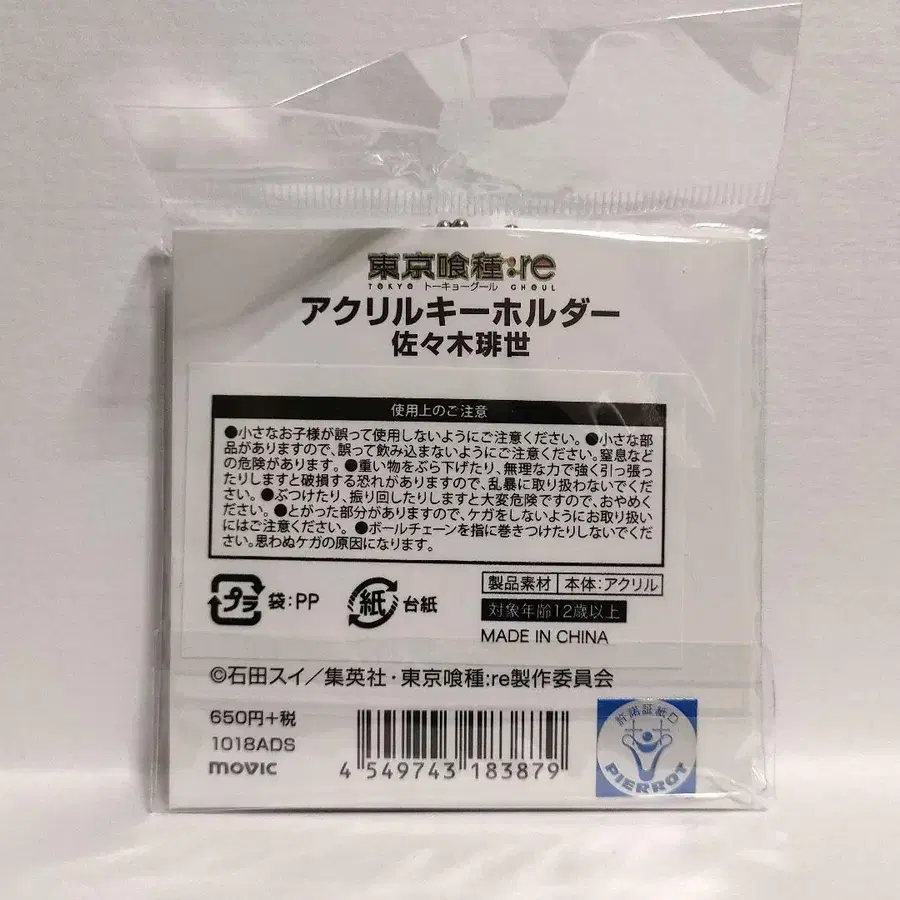 東京喰種:re
TOKYO トーキョーグール GHOUL
アクリルキーホルダー
佐々木琲世
使用上のご注意
●小さなお子様が誤って使用しないようにご注意ください。●小さな部
品がありますので、誤って飲み込まないようにご注意ください。窒息など
の危険があります。●重い物をぶら下げたり、無理な力で強く引っ張っ
たりしますと破損する恐れがありますので、乱暴に取り扱わないでくだ
さい。●ぶつけたり、振り回したりしますと大変危険ですので、おやめく
ださい。●とがった部分がありますので、ケガをしないようにお取り扱い
にはご注意ください。●ボールチェーンを指に巻きつけたりしないでくだ
さい。思わぬケガの原因になります。
プラ 袋:PP
紙 台紙
製品素材 本体:アクリル
対象年齢12歳以上
MADE IN CHINA
©石田スイ/集英社・東京喰種:re製作委員会
650円+税
1018ADS
movic
4 549743 183879
許諾証紙
PIERROT